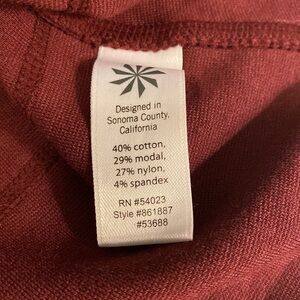 Designed in
Sonoma County,
California
40% cotton,
29% modal,
27% nylon,
4% spandex
RN #54023
Style #861887
#53688